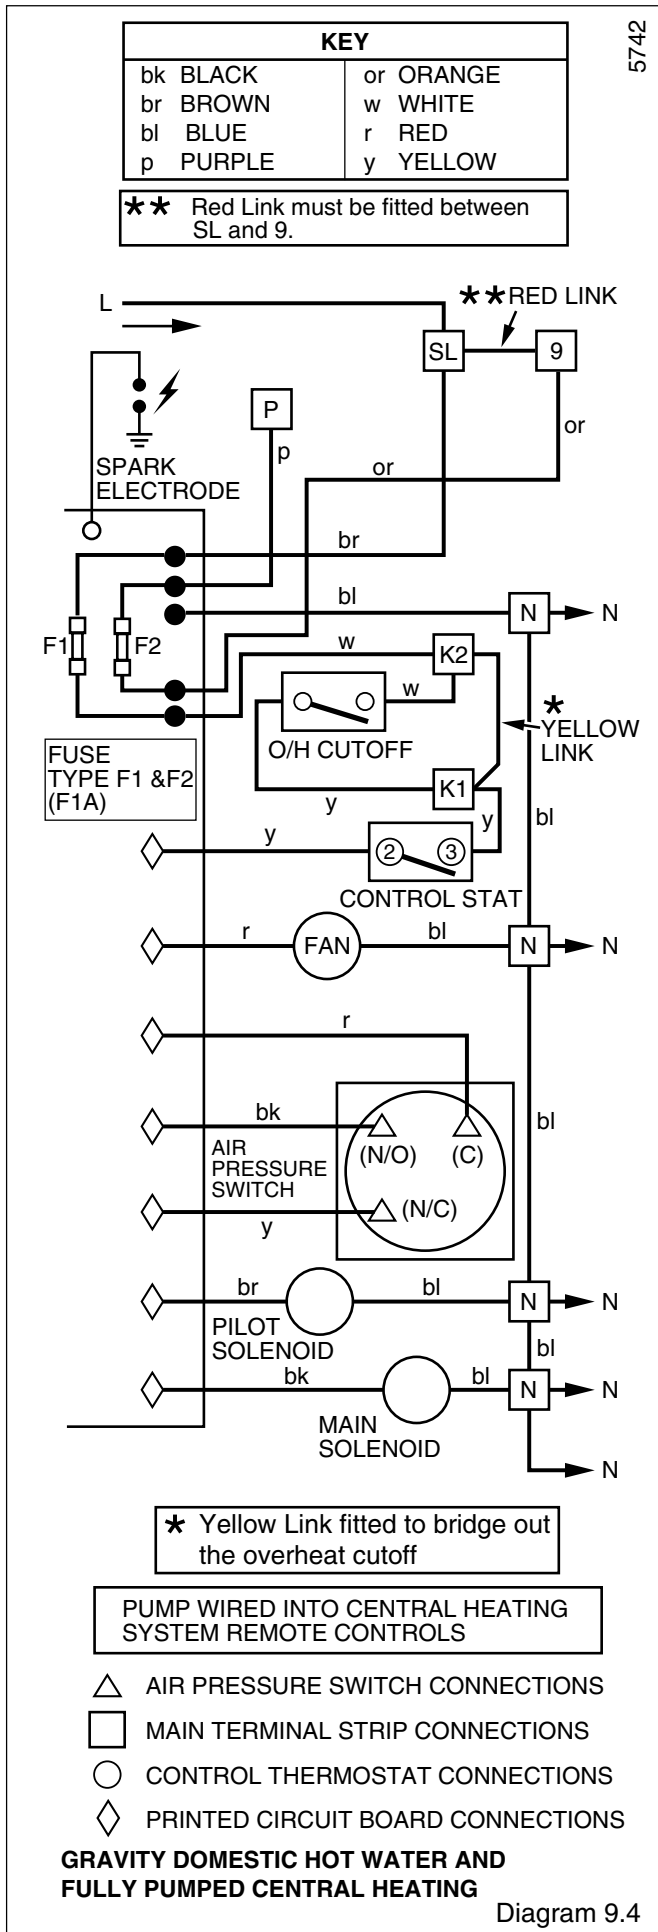 5742
KEY
bk BLACK
br BROWN
bl BLUE
p PURPLE
or ORANGE
w WHITE
r RED
y YELLOW
** Red Link must be fitted between
SL and 9.
L
**RED LINK
SL
9
P
or
p
or
SPARK
ELECTRODE
br
bl
N
N
F1
F2
w
K2
w
*
YELLOW
LINK
O/H CUTOFF
FUSE
TYPE F1 &F2
(F1A)
K1
y
y
bl
y
2
3
CONTROL STAT
r
FAN
bl
N
N
r
bk
(N/O)
(C)
bl
AIR
PRESSURE
SWITCH
(N/C)
y
br
bl
N
N
PILOT
SOLENOID
bl
bk
bl
N
N
MAIN
SOLENOID
N
* Yellow Link fitted to bridge out
the overheat cutoff
PUMP WIRED INTO CENTRAL HEATING
SYSTEM REMOTE CONTROLS
AIR PRESSURE SWITCH CONNECTIONS
MAIN TERMINAL STRIP CONNECTIONS
CONTROL THERMOSTAT CONNECTIONS
PRINTED CIRCUIT BOARD CONNECTIONS
GRAVITY DOMESTIC HOT WATER AND
FULLY PUMPED CENTRAL HEATING
Diagram 9.4